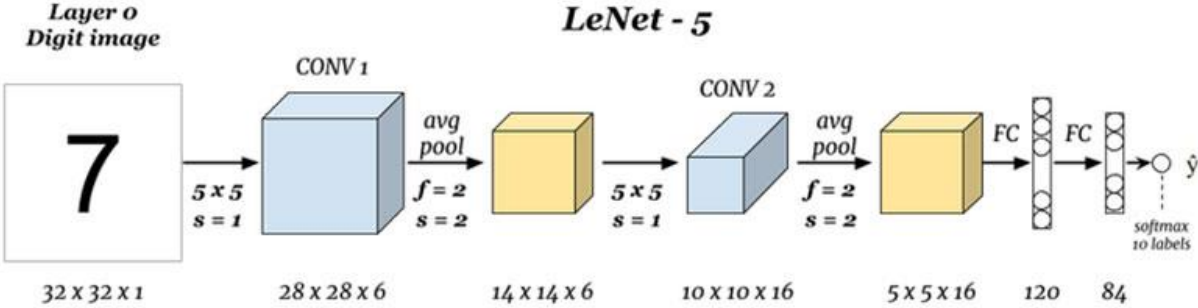 Layer 0
Digit image
LeNet - 5
7
5 x 5
s = 1
CONV 1
avg
pool
f = 2
s = 2
5 x 5
s = 1
CONV 2
avg
pool
f = 2
s = 2
FC
FC
ŷ
softmax
10 labels
32 x 32 x 1
28 x 28 x 6
14 x 14 x 6
10 x 10 x 16
5 x 5 x 16
120
84